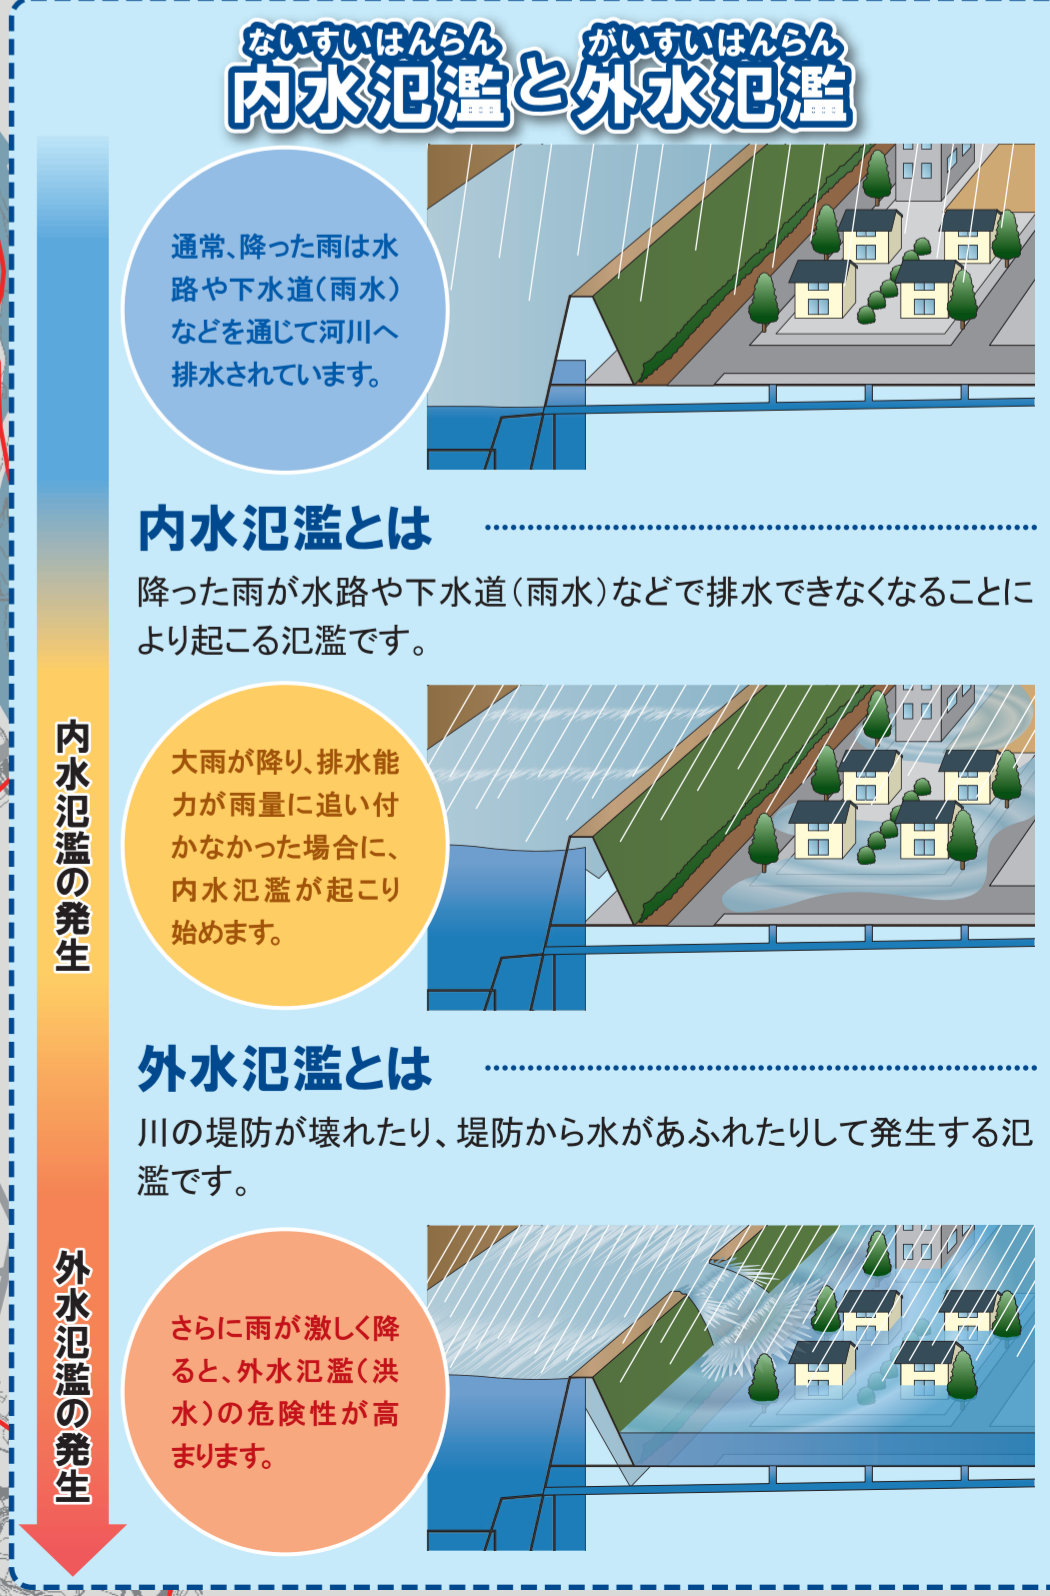 ないすいはんらん がいすいはんらん
内水氾濫と外水氾濫
通常、降った雨は水
路や下水道(雨水)
などを通じて河川へ
排水されています。
内水氾濫とは
降った雨が水路や下水道(雨水)などで排水できなくなることに
より起こる氾濫です。
内水氾濫の発生
大雨が降り、排水能
力が雨量に追い付
かなかった場合に、
内水氾濫が起こり
始めます。
外水氾濫とは
川の堤防が壊れたり、堤防から水があふれたりして発生する氾
濫です。
外水氾濫の発生
さらに雨が激しく降
ると、外水氾濫(洪
水)の危険性が高
まります。